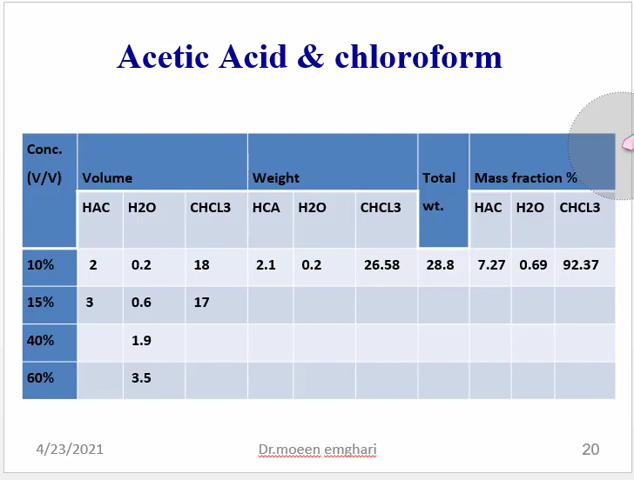 Acetic Acid & chloroform
Conc. (V/V) Volume Weight Total wt. Mass fraction %
HAC H2O CHCL3 HCA H2O CHCL3 HAC H2O CHCL3
10% 2 0.2 18 2.1 0.2 26.58 28.8 7.27 0.69 92.37
15% 3 0.6 17
40% 1.9
60% 3.5
4/23/2021 Dr.moeen emghari 20